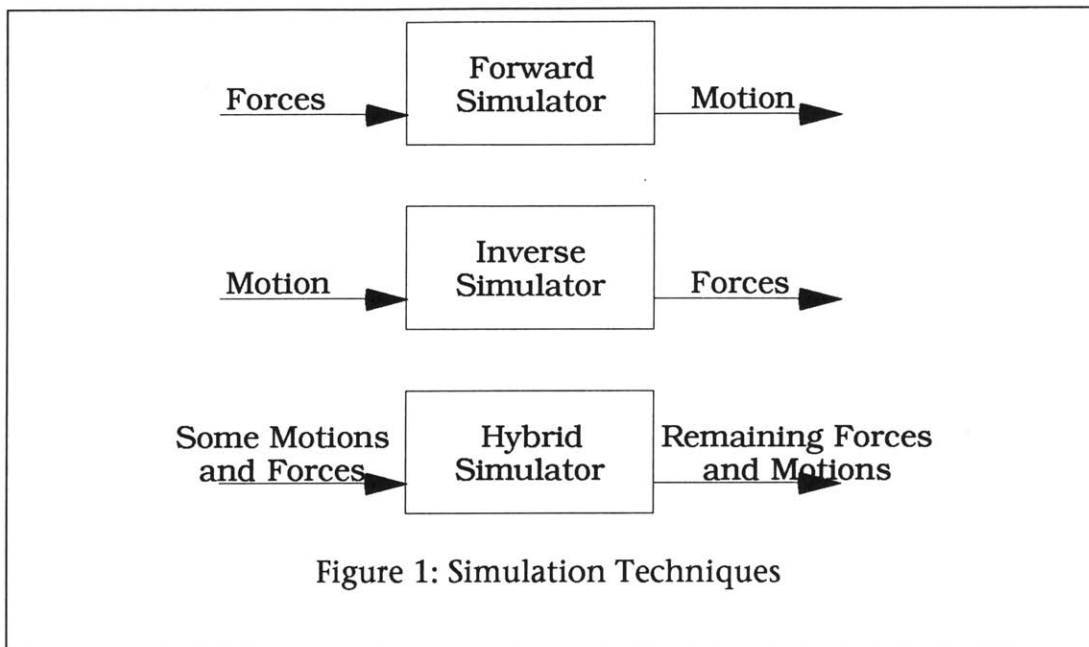 Forces
Forward
Simulator
Motion
Motion
Inverse
Simulator
Forces
Some Motions
and Forces
Hybrid
Simulator
Remaining Forces
and Motions
Figure 1: Simulation Techniques